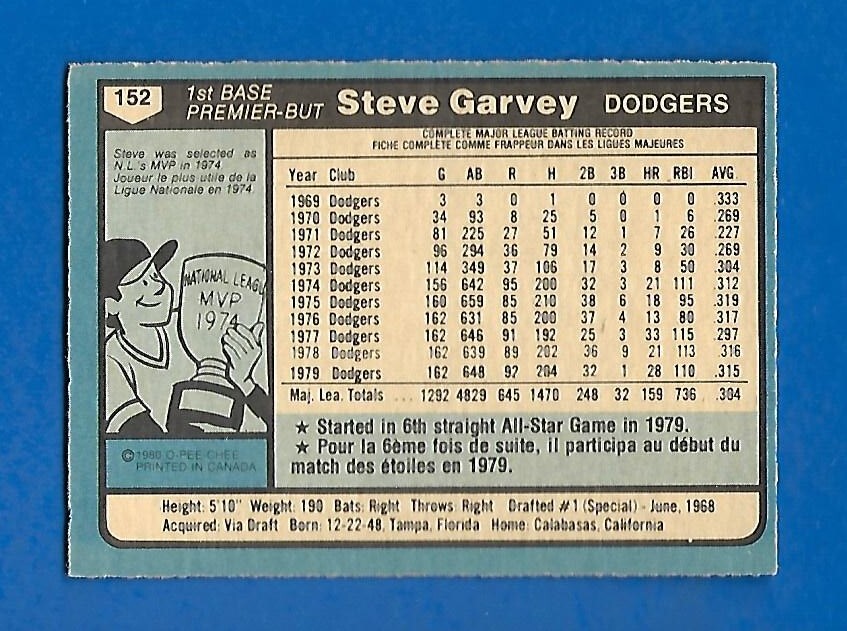 152
1st BASE
PREMIER-BUT
Steve Garvey DODGERS
COMPLETE MAJOR LEAGUE BATTING RECORD
FICHE COMPLÈTE COMME FRAPPEUR DANS LES LIGUES MAJEURES
Steve was selected as
N.L.'s MVP in 1974.
Joueur le plus utile de la
Ligue Nationale en 1974.
NATIONAL LEAGUE
MVP
1974
Year Club G AB R H 2B 3B HR RBI AVG.
1969 Dodgers 3 3 0 1 0 0 0 0 .333
1970 Dodgers 34 93 8 25 5 0 1 6 .269
1971 Dodgers 81 225 27 51 12 1 7 26 .227
1972 Dodgers 96 294 36 79 14 2 9 30 .269
1973 Dodgers 114 349 37 106 17 3 8 50 .304
1974 Dodgers 156 642 95 200 32 3 21 111 .312
1975 Dodgers 160 659 85 210 38 6 18 95 .319
1976 Dodgers 162 631 85 200 37 4 13 80 .317
1977 Dodgers 162 646 91 192 25 3 33 115 .297
1978 Dodgers 162 639 89 202 36 9 21 113 .316
1979 Dodgers 162 648 92 204 32 1 28 110 .315
Maj. Lea. Totals ... 1292 4829 645 1470 248 32 159 736 .304
★ Started in 6th straight All-Star Game in 1979.
★ Pour la 6ème fois de suite, il participa au début du
match des étoiles en 1979.
©1980 O-PEE-CHEE
PRINTED IN CANADA
Height: 5'10" Weight: 190 Bats: Right Throws: Right Drafted #1 (Special) - June, 1968
Acquired: Via Draft Born: 12-22-48, Tampa, Florida Home: Calabasas, California